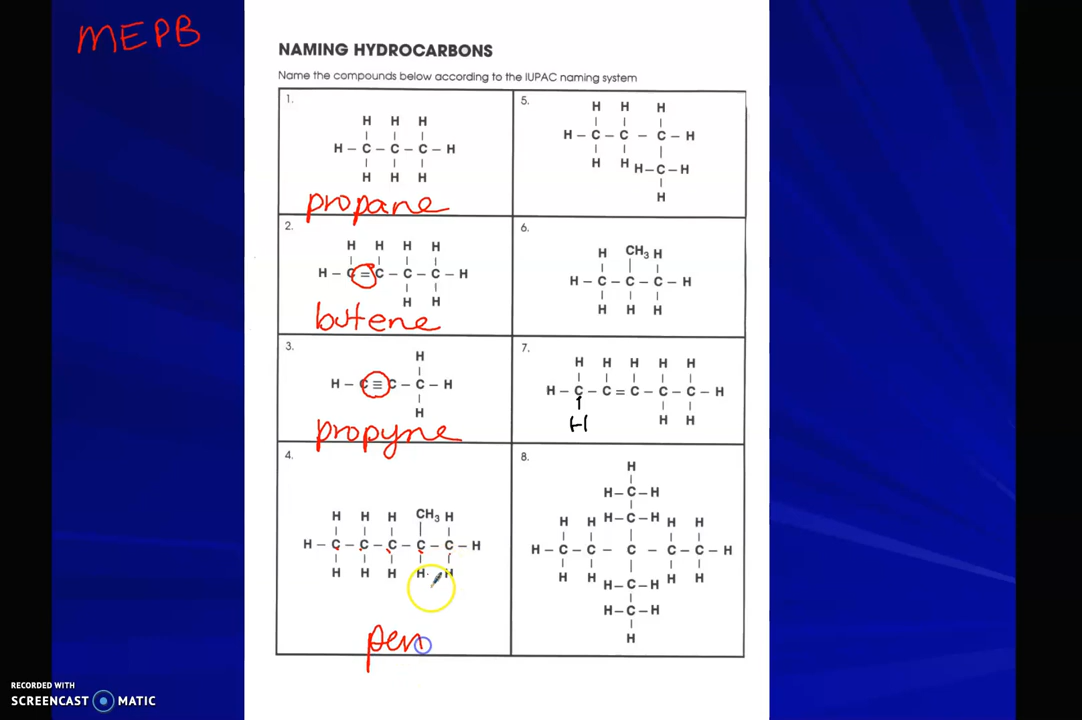 MEPB
NAMING HYDROCARBONS
Name the compounds below according to the IUPAC naming system
1.
H H H
H – C – C – C – H
H H H
propane
2.
H H H H
H – C = C – C – C – H
H H
butene
3.
H
H – C ≡ C – C – H
H
propyne
4.
H H H CH3 H
H – C – C – C – C – C – H
H H H H H
pen
5.
H H H
H – C – C – C – H
H H H – C – H
H
6.
H CH3 H
H – C – C – C – H
H H H
7.
H H H H H
H – C – C = C – C – C – H
H H H
8.
H
H – C – H
H H H – C – H H H
H – C – C – C – C – C – H
H H H – C – H H H
H – C – H
H
RECORDED WITH
SCREENCAST MATIC